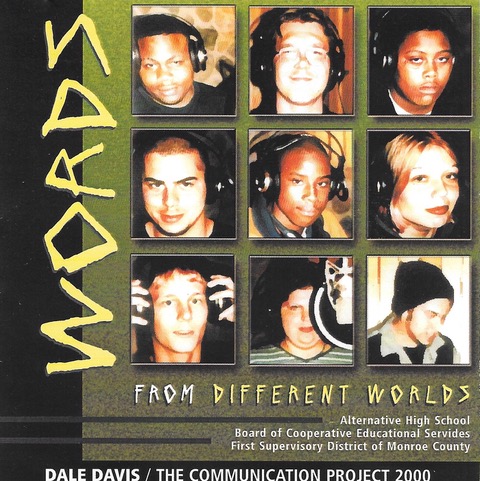 WORDS
FROM DIFFERENT WORLDS
Alternative High School
Board of Cooperative Educational Servides
First Supervisory District of Monroe County
DALE DAVIS / THE COMMUNICATION PROJECT 2000